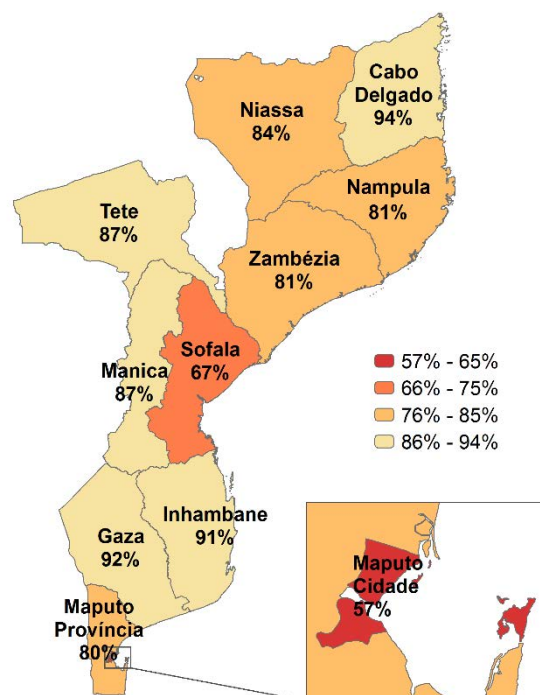 Cabo
Delgado
94%
Niassa
84%
Nampula
81%
Tete
87%
Zambézia
81%
Sofala
67%
Manica
87%
57% - 65%
66% - 75%
76% - 85%
86% - 94%
Inhambane
91%
Gaza
92%
Maputo
Cidade
57%
Maputo
Província
80%